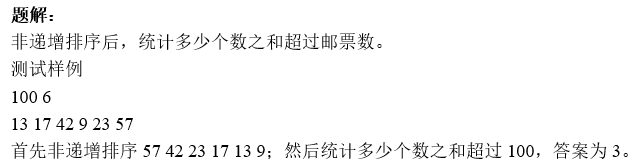 题解：
非递增排序后，统计多少个数之和超过邮票数。
测试样例
100 6
13 17 42 9 23 57
首先非递增排序 57 42 23 17 13 9；然后统计多少个数之和超过 100，答案为 3。